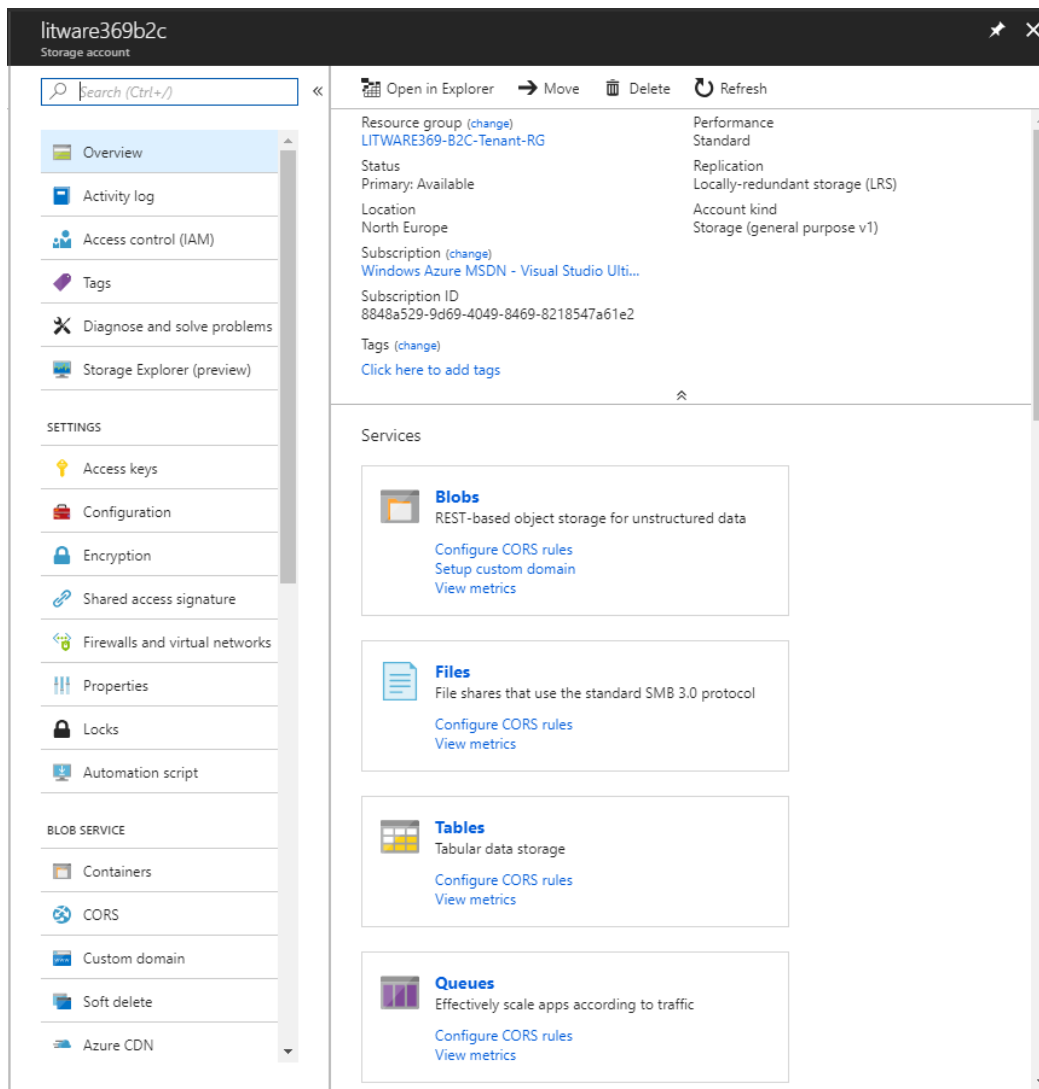 litware369b2c
Storage account
Search (Ctrl+/)
Overview
Activity log
Access control (IAM)
Tags
Diagnose and solve problems
Storage Explorer (preview)
SETTINGS
Access keys
Configuration
Encryption
Shared access signature
Firewalls and virtual networks
Properties
Locks
Automation script
BLOB SERVICE
Containers
CORS
Custom domain
Soft delete
Azure CDN
Open in Explorer Move Delete Refresh
Resource group (change)
LITWARE369-B2C-Tenant-RG
Status
Primary: Available
Location
North Europe
Subscription (change)
Windows Azure MSDN - Visual Studio Ulti...
Subscription ID
8848a529-9d69-4049-8469-8218547a61e2
Tags (change)
Click here to add tags
Performance
Standard
Replication
Locally-redundant storage (LRS)
Account kind
Storage (general purpose v1)
Services
Blobs
REST-based object storage for unstructured data
Configure CORS rules
Setup custom domain
View metrics
Files
File shares that use the standard SMB 3.0 protocol
Configure CORS rules
View metrics
Tables
Tabular data storage
Configure CORS rules
View metrics
Queues
Effectively scale apps according to traffic
Configure CORS rules
View metrics